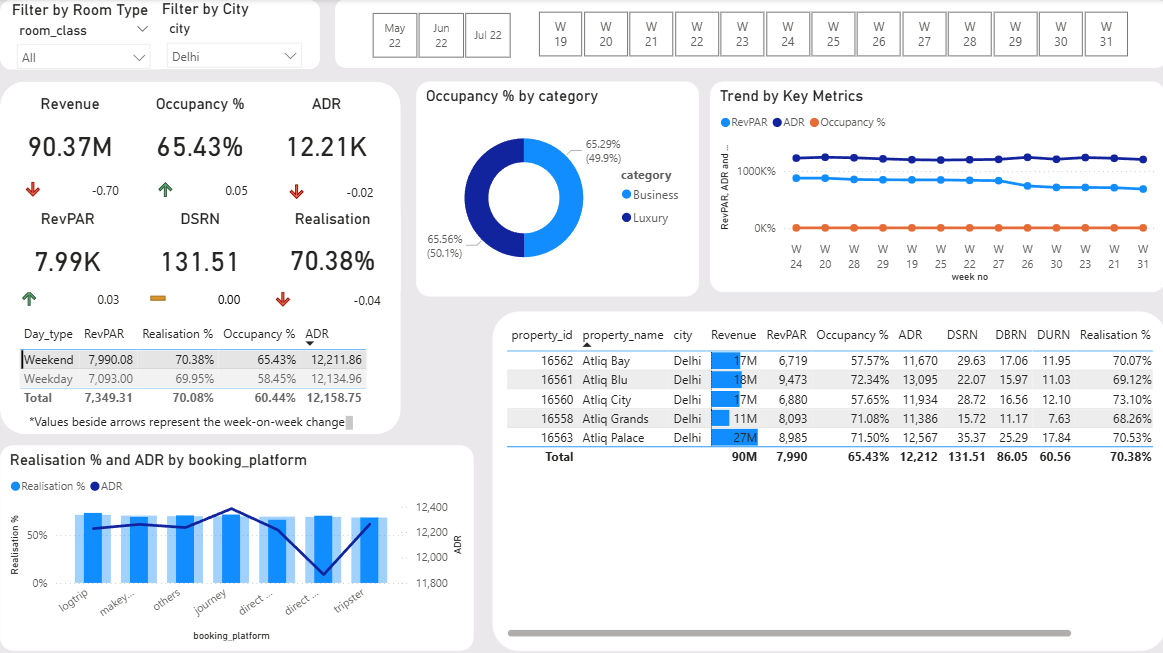 Filter by Room Type
room_class
All
Filter by City
city
Delhi
May 22
Jun 22
Jul 22
W 19
W 20
W 21
W 22
W 23
W 24
W 25
W 26
W 27
W 28
W 29
W 30
W 31
Revenue Occupancy % ADR
90.37M 65.43% 12.21K
-0.70 0.05 -0.02
RevPAR DSRN Realisation
7.99K 131.51 70.38%
0.03 0.00 -0.04
Day_type RevPAR Realisation % Occupancy % ADR
Weekend 7,990.08 70.38% 65.43% 12,211.86
Weekday 7,093.00 69.95% 58.45% 12,134.96
Total 7,349.31 70.08% 60.44% 12,158.75
*Values beside arrows represent the week-on-week change
Occupancy % by category
65.29%
(49.9%)
65.56%
(50.1%)
category
Business
Luxury
Trend by Key Metrics
RevPAR ADR Occupancy %
RevPAR, ADR and ...
1000K%
0K%
W 24
W 20
W 28
W 29
W 19
W 25
W 22
W 27
W 26
W 30
W 23
W 21
W 31
week no
property_id property_name city Revenue RevPAR Occupancy % ADR DSRN DBRN DURN Realisation %
16562 Atliq Bay Delhi 17M 6,719 57.57% 11,670 29.63 17.06 11.95 70.07%
16561 Atliq Blu Delhi 18M 9,473 72.34% 13,095 22.07 15.97 11.03 69.12%
16560 Atliq City Delhi 17M 6,880 57.65% 11,934 28.72 16.56 12.10 73.10%
16558 Atliq Grands Delhi 11M 8,093 71.08% 11,386 15.72 11.17 7.63 68.26%
16563 Atliq Palace Delhi 27M 8,985 71.50% 12,567 35.37 25.29 17.84 70.53%
Total 90M 7,990 65.43% 12,212 131.51 86.05 60.56 70.38%
Realisation % and ADR by booking_platform
Realisation % ADR
Realisation %
50%
0%
12,400
12,200
12,000
11,800
ADR
logtrip
makey...
others
journey
direct ...
direct ...
tripster
booking_platform